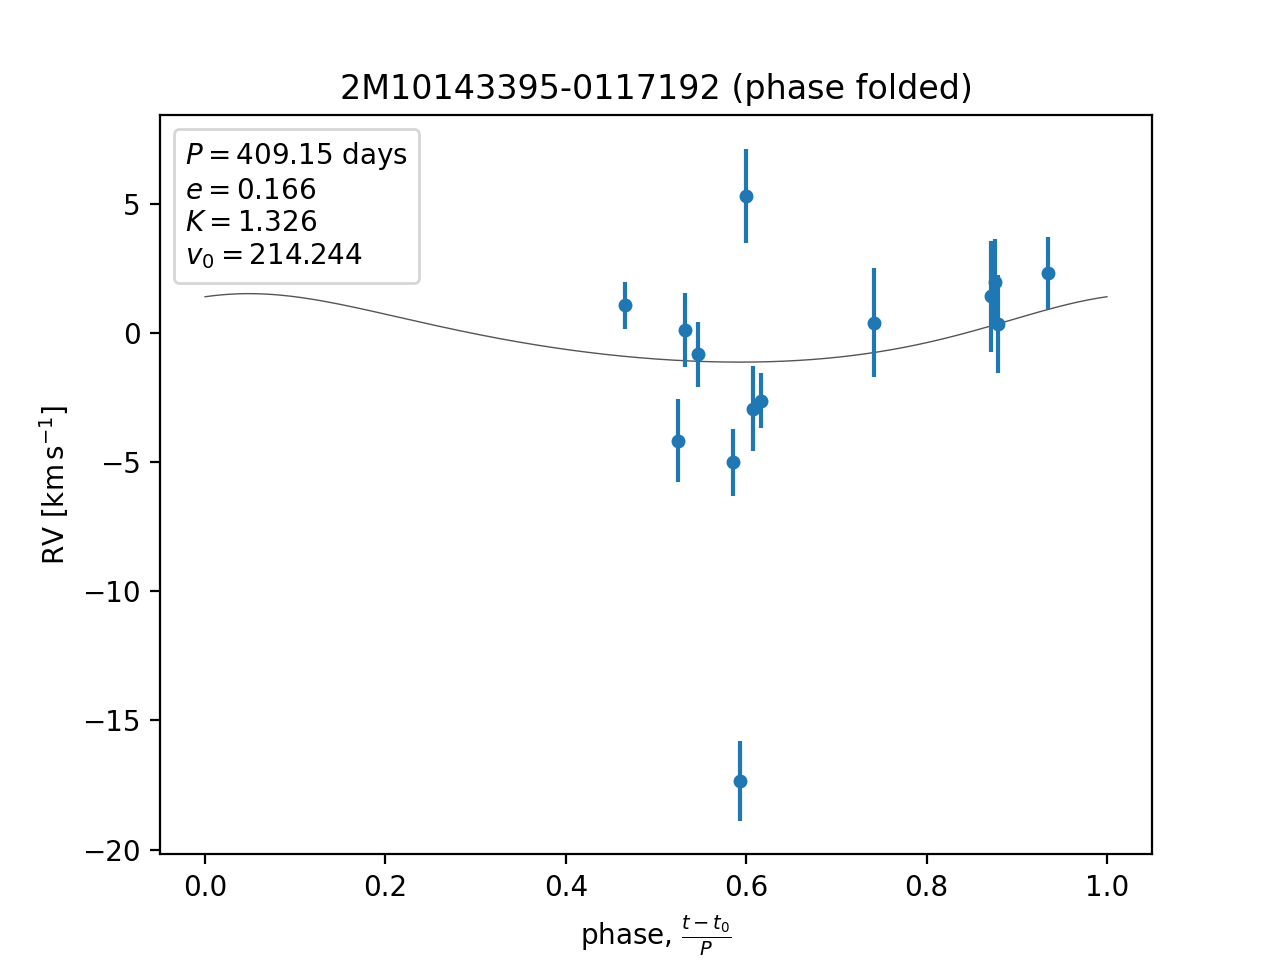 2M10143395-0117192 (phase folded)
P = 409.15 days
e = 0.166
K = 1.326
v₀ = 214.244
5
0
−5
−10
−15
−20
RV [km s⁻¹]
0.0 0.2 0.4 0.6 0.8 1.0
phase, (t − t₀)/P